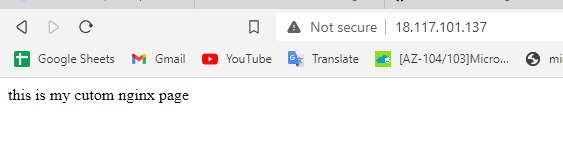 Not secure 18.117.101.137
Google Sheets Gmail YouTube Translate [AZ-104/103]Micro... mi
this is my cutom nginx page